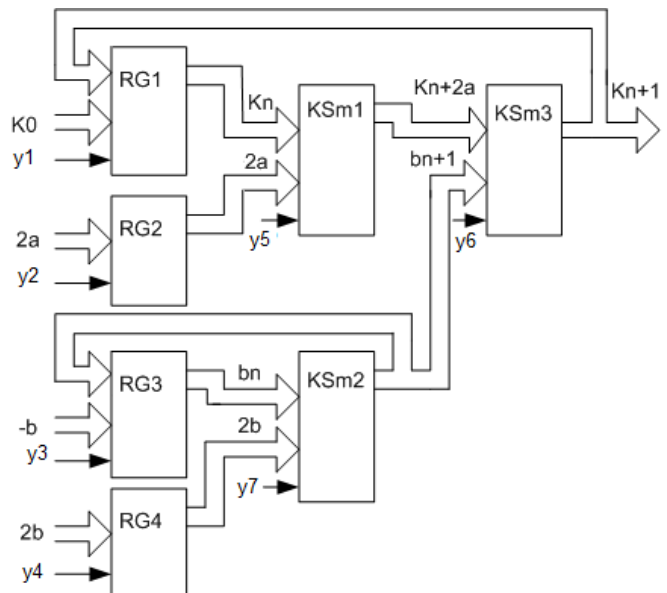 RG1
Kn
K0
y1
KSm1
Kn+2a
KSm3
Kn+1
2a
bn+1
RG2
2a
y2
y5
y6
RG3
bn
KSm2
-b
2b
y3
y7
RG4
2b
y4